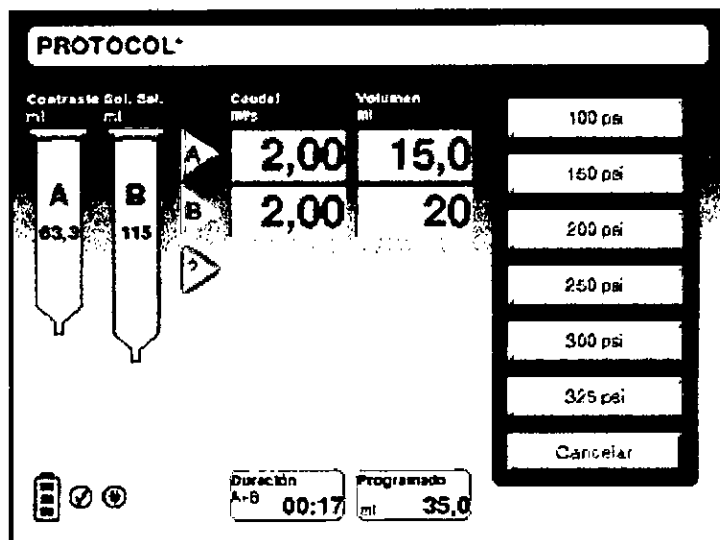 PROTOCOL*
Contraste Sol. Sal.
ml ml
Caudal
ml/s
Volumen
ml
A
63,3
B
115
A 2,00 15,0
B 2,00 20
?
100 psi
150 psi
200 psi
250 psi
300 psi
325 psi
Cancelar
Duración
A+B 00:17
Programado
ml 35,0